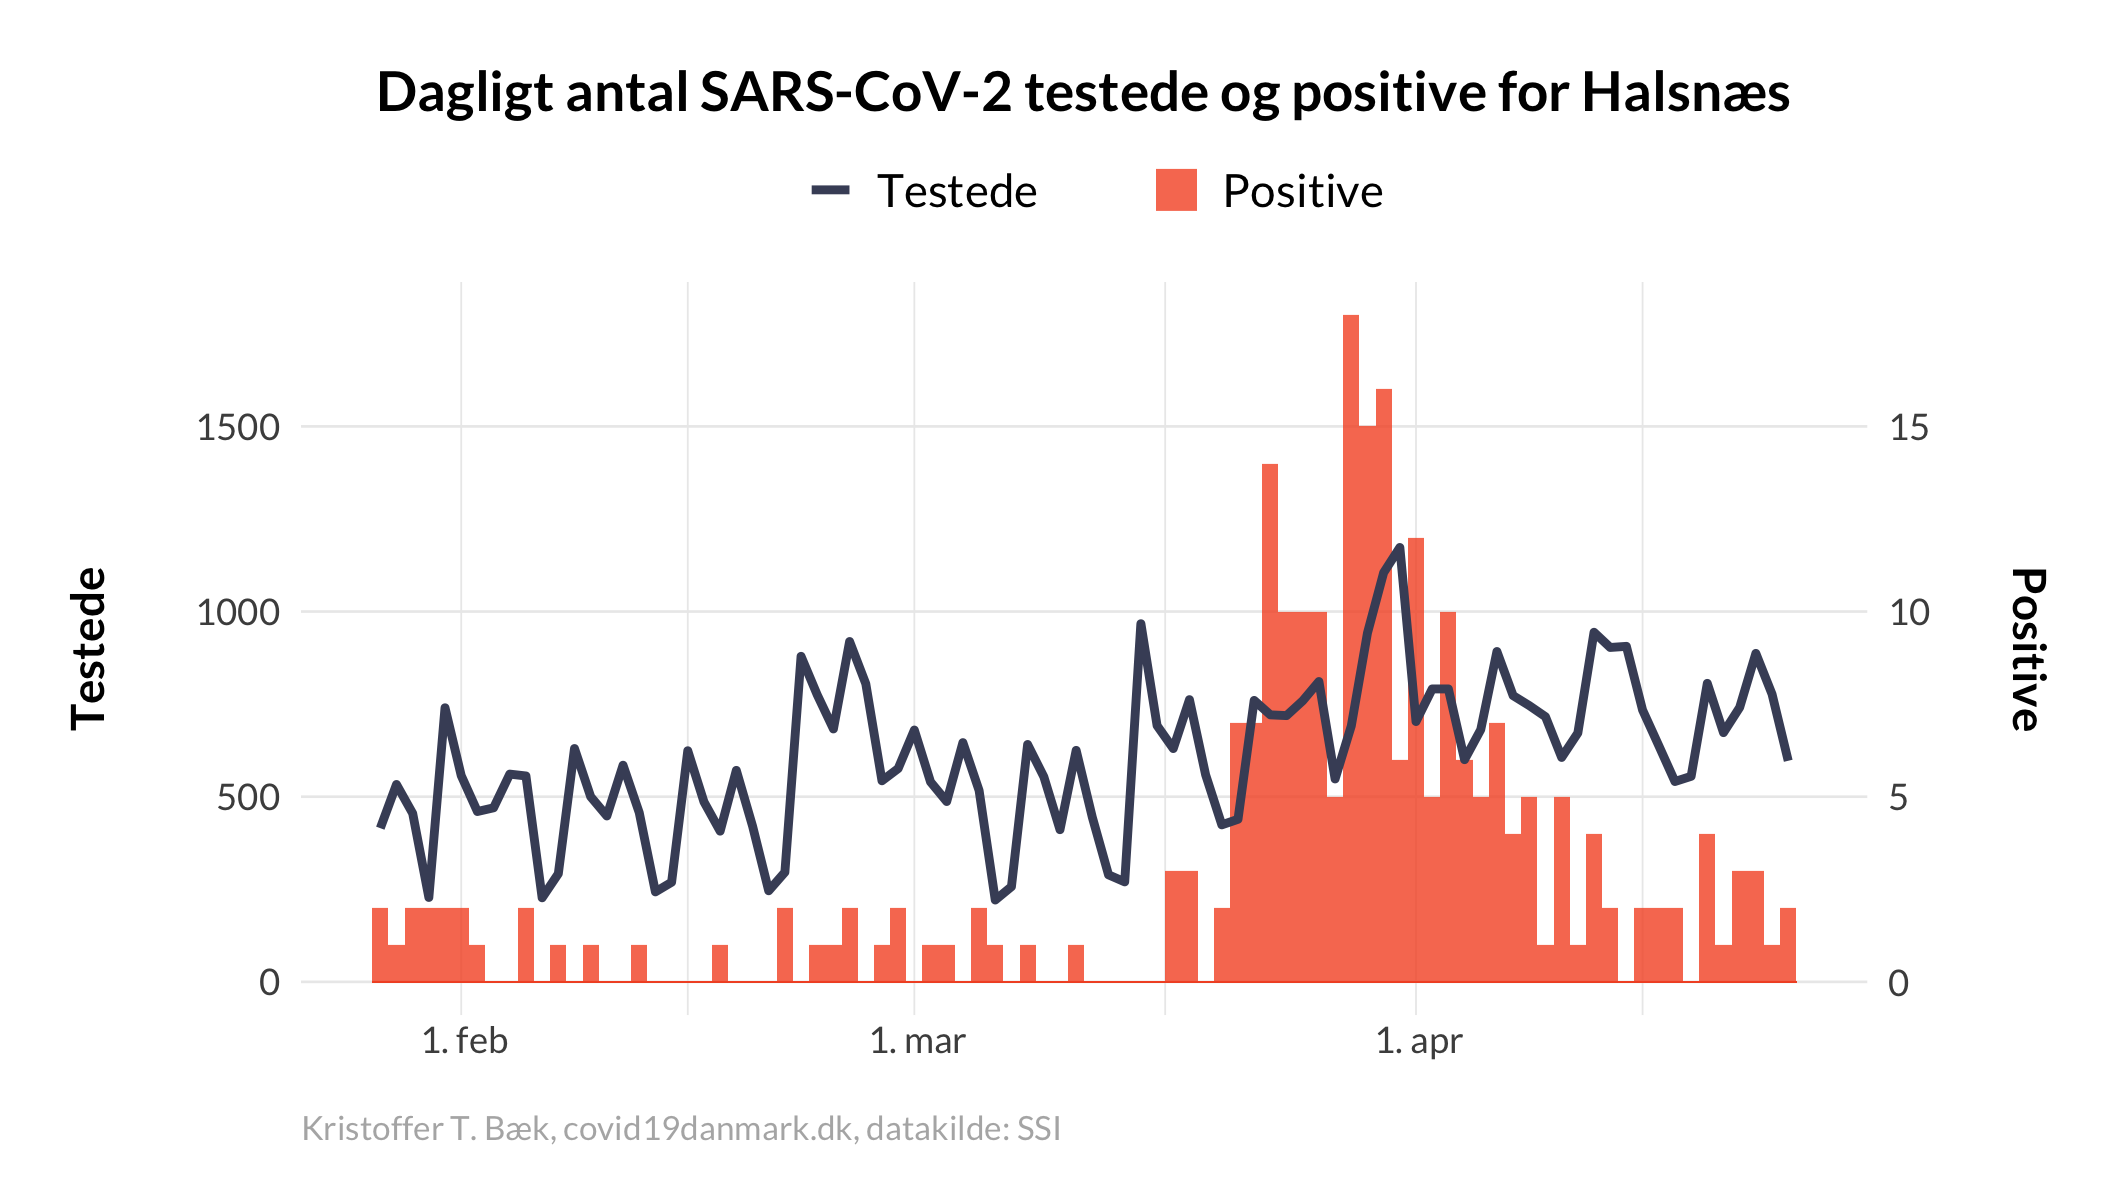 Dagligt antal SARS-CoV-2 testede og positive for Halsnæs
Testede
Positive
1500
1000
500
0
15
10
5
0
Testede
Positive
1. feb
1. mar
1. apr
Kristoffer T. Bæk, covid19danmark.dk, datakilde: SSI